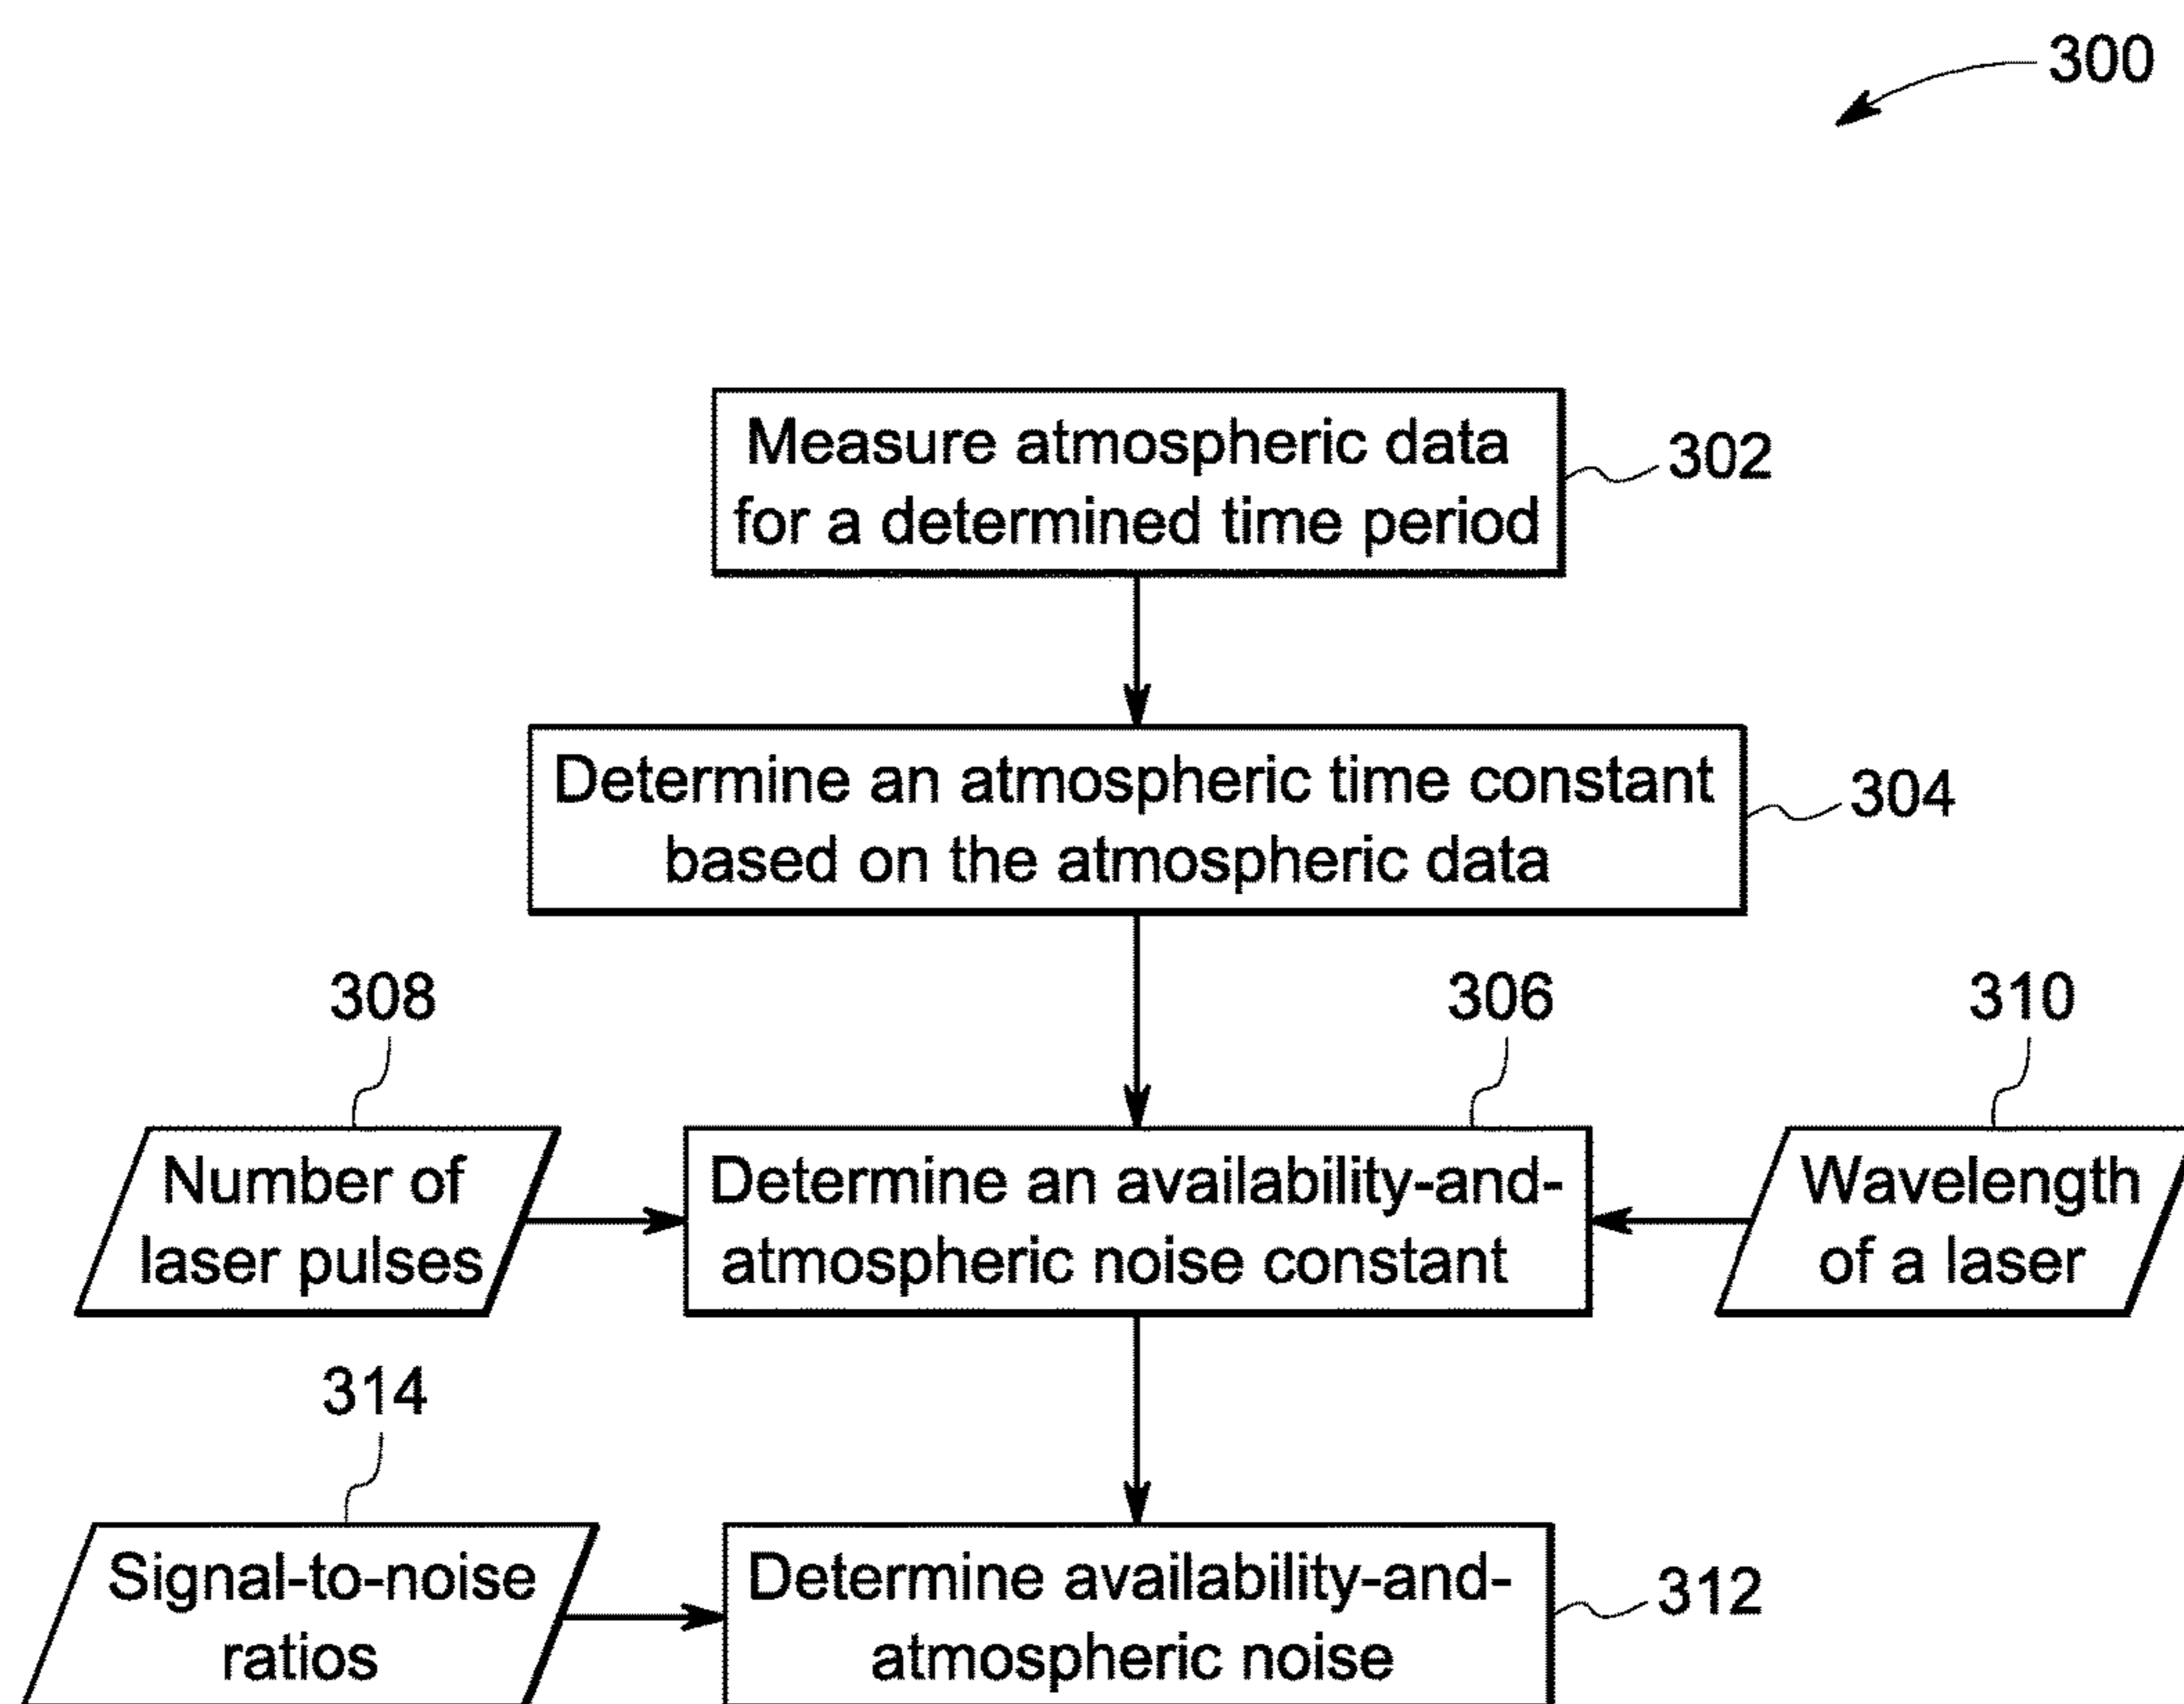 300
Measure atmospheric data
for a determined time period
302
Determine an atmospheric time constant
based on the atmospheric data
304
308
306
310
Number of
laser pulses
Determine an availability-and-
atmospheric noise constant
Wavelength
of a laser
314
Signal-to-noise
ratios
Determine availability-and-
atmospheric noise
312